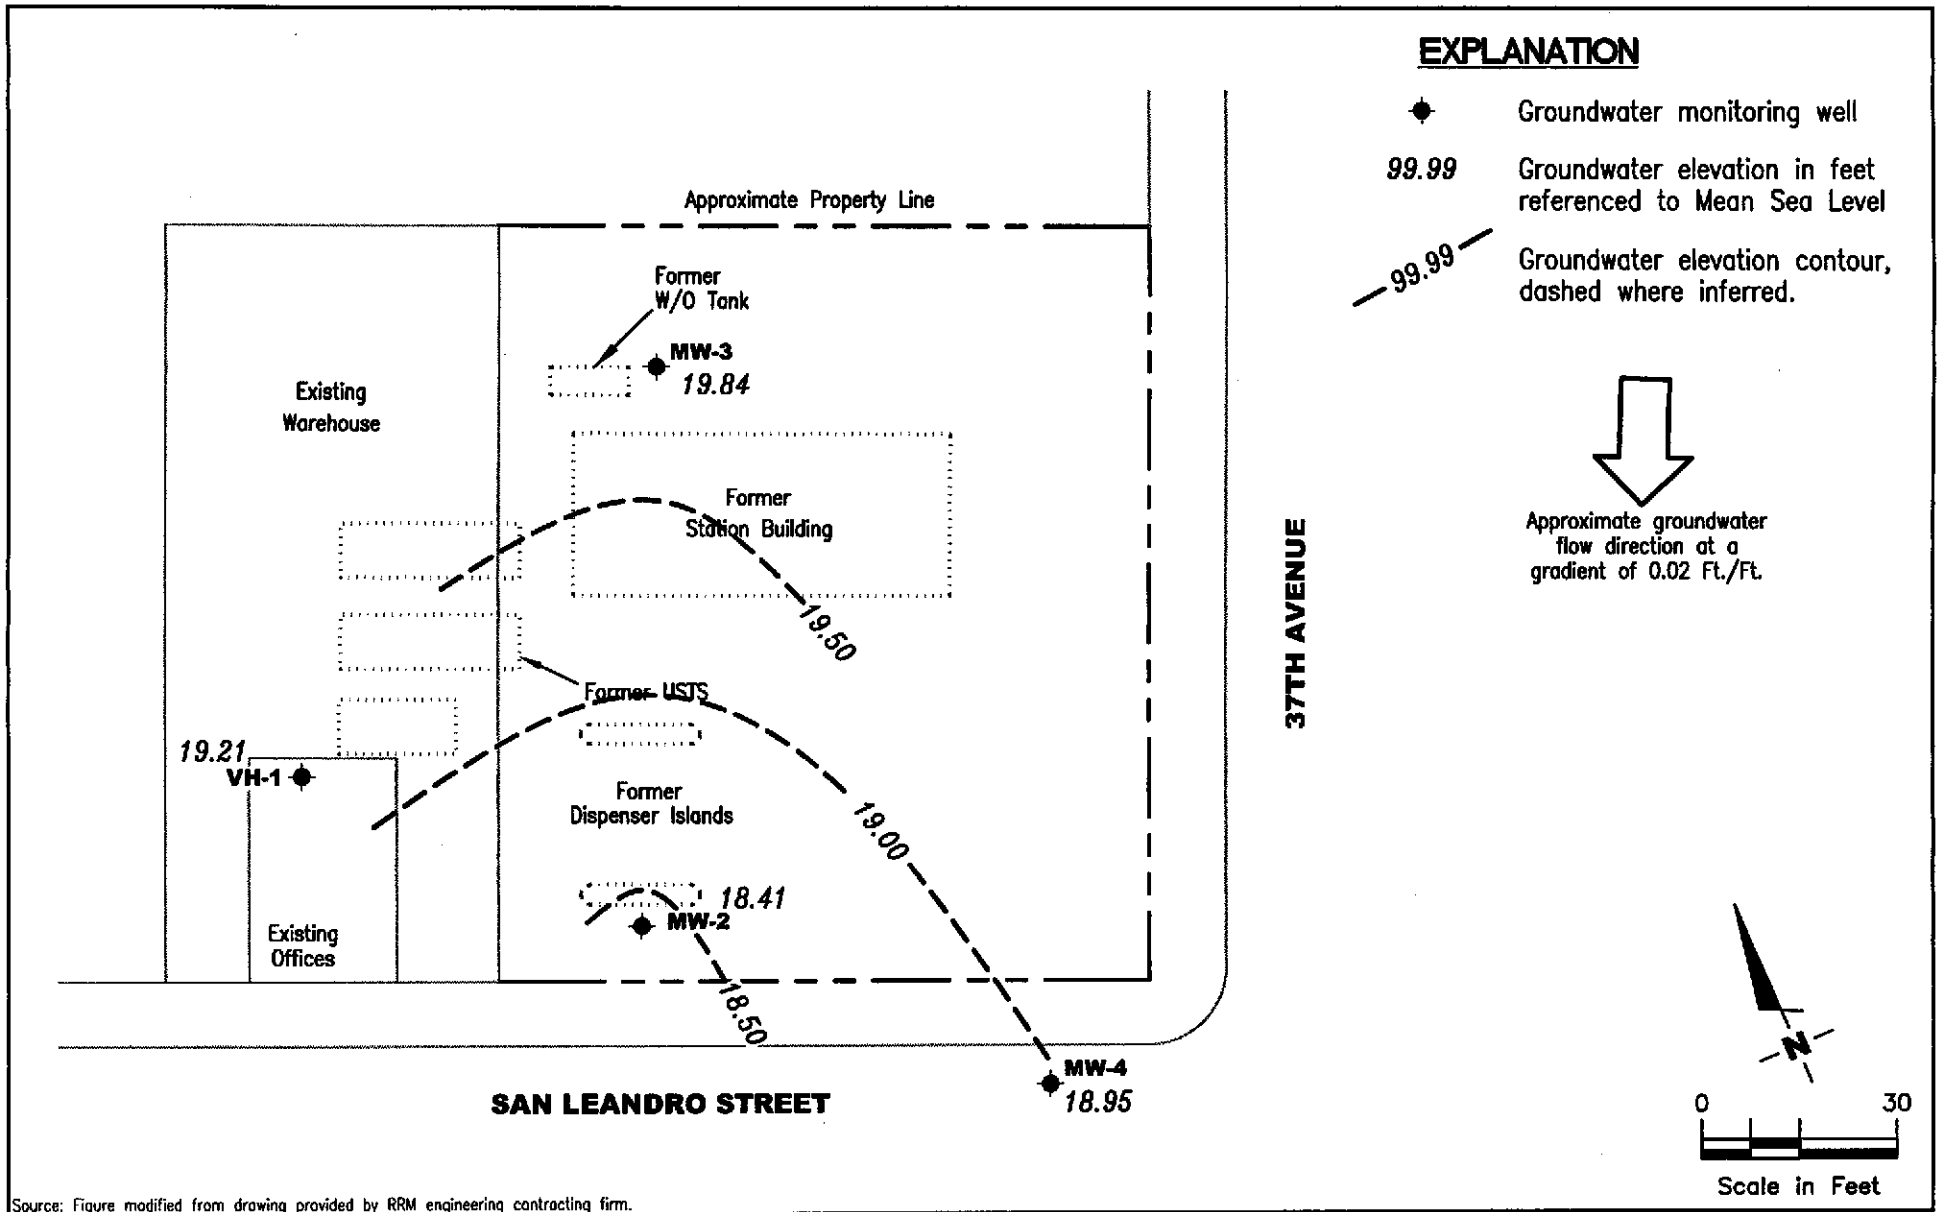 EXPLANATION
Groundwater monitoring well
99.99
Groundwater elevation in feet
referenced to Mean Sea Level
99.99
Groundwater elevation contour,
dashed where inferred.
Approximate groundwater
flow direction at a
gradient of 0.02 Ft./Ft.
Approximate Property Line
Former
W/O Tank
MW-3
19.84
Existing
Warehouse
Former
Station Building
19.50
Former USTS
19.21
VH-1
Former
Dispenser Islands
19.00
18.41
MW-2
Existing
Offices
18.50
MW-4
18.95
37TH AVENUE
SAN LEANDRO STREET
N
0 30
Scale in Feet
Source: Figure modified from drawing provided by RRM engineering contracting firm.